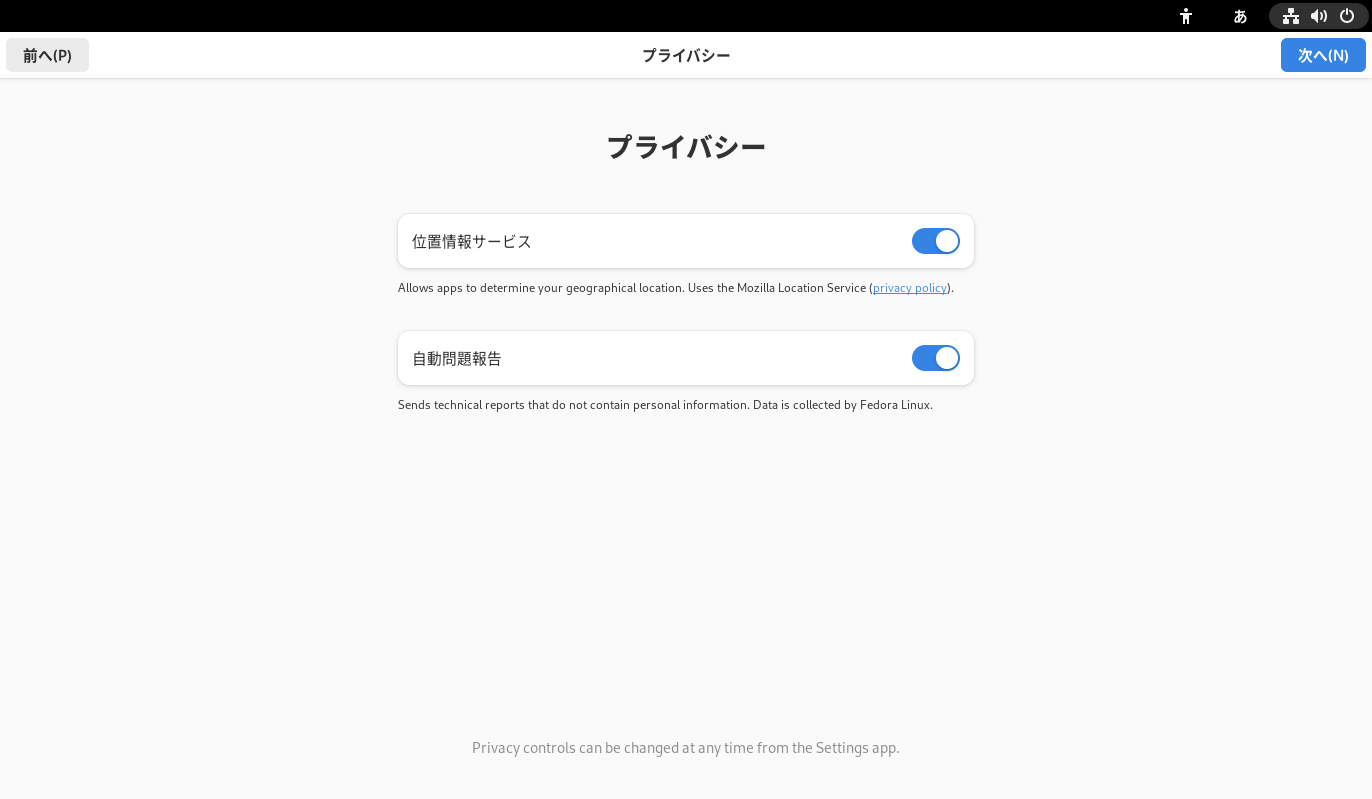 あ
前へ(P)
プライバシー
次へ(N)
プライバシー
位置情報サービス
Allows apps to determine your geographical location. Uses the Mozilla Location Service (privacy policy).
自動問題報告
Sends technical reports that do not contain personal information. Data is collected by Fedora Linux.
Privacy controls can be changed at any time from the Settings app.